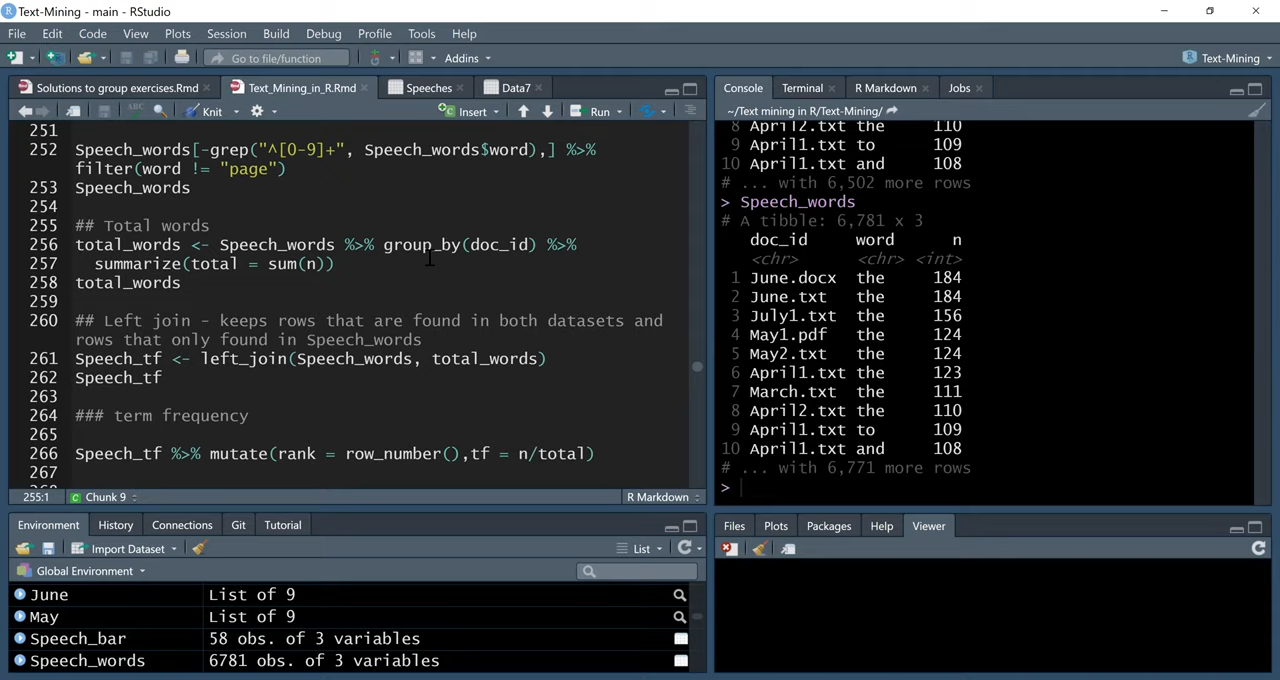 Text-Mining - main - RStudio
File Edit Code View Plots Session Build Debug Profile Tools Help
Go to file/function Addins Text-Mining
Solutions to group exercises.Rmd Text_Mining_in_R.Rmd Speeches Data7
Knit Insert Run
251
252 Speech_words[-grep("^[0-9]+", Speech_words$word),] %>%
filter(word != "page")
253 Speech_words
254
255 ## Total words
256 total_words <- Speech_words %>% group_by(doc_id) %>%
257 summarize(total = sum(n))
258 total_words
259
260 ## Left join - keeps rows that are found in both datasets and
rows that only found in Speech_words
261 Speech_tf <- left_join(Speech_words, total_words)
262 Speech_tf
263
264 ### term frequency
265
266 Speech_tf %>% mutate(rank = row_number(),tf = n/total)
267
255:1 Chunk 9 R Markdown
Console Terminal R Markdown Jobs
~/Text mining in R/Text-Mining/
8 April2.txt the 110
9 April1.txt to 109
10 April1.txt and 108
# ... with 6,502 more rows
> Speech_words
# A tibble: 6,781 x 3
doc_id word n
<chr> <chr> <int>
1 June.docx the 184
2 June.txt the 184
3 July1.txt the 156
4 May1.pdf the 124
5 May2.txt the 124
6 April1.txt the 123
7 March.txt the 111
8 April2.txt the 110
9 April1.txt to 109
10 April1.txt and 108
# ... with 6,771 more rows
>
Environment History Connections Git Tutorial
Import Dataset List
Global Environment
June List of 9
May List of 9
Speech_bar 58 obs. of 3 variables
Speech_words 6781 obs. of 3 variables
Files Plots Packages Help Viewer